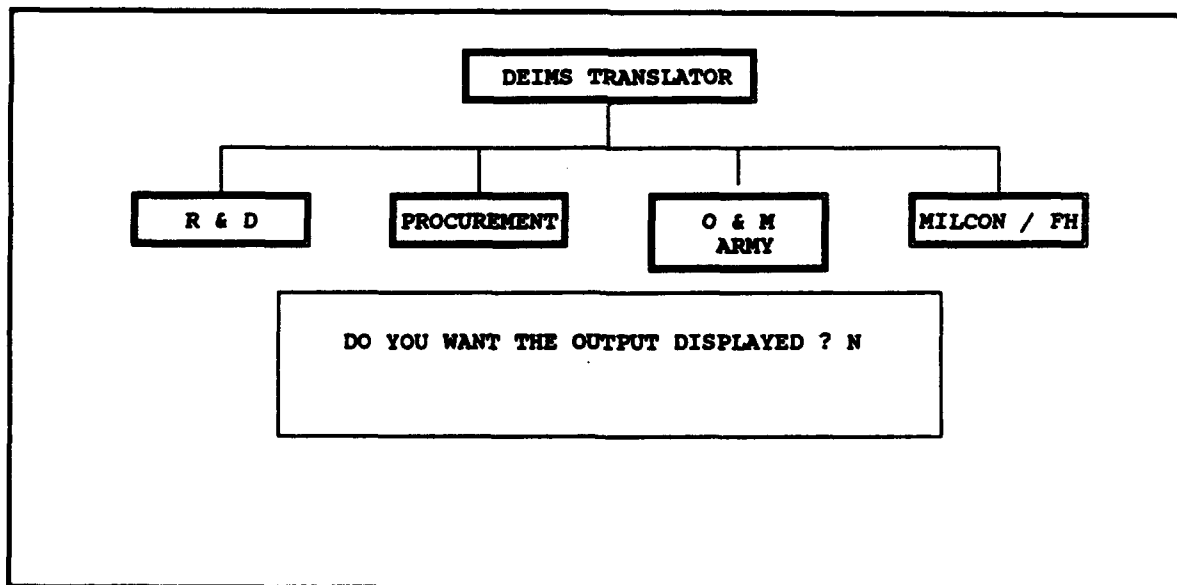 DEIMS TRANSLATOR
R & D
PROCUREMENT
O & M
ARMY
MILCON / FH
DO YOU WANT THE OUTPUT DISPLAYED ? N